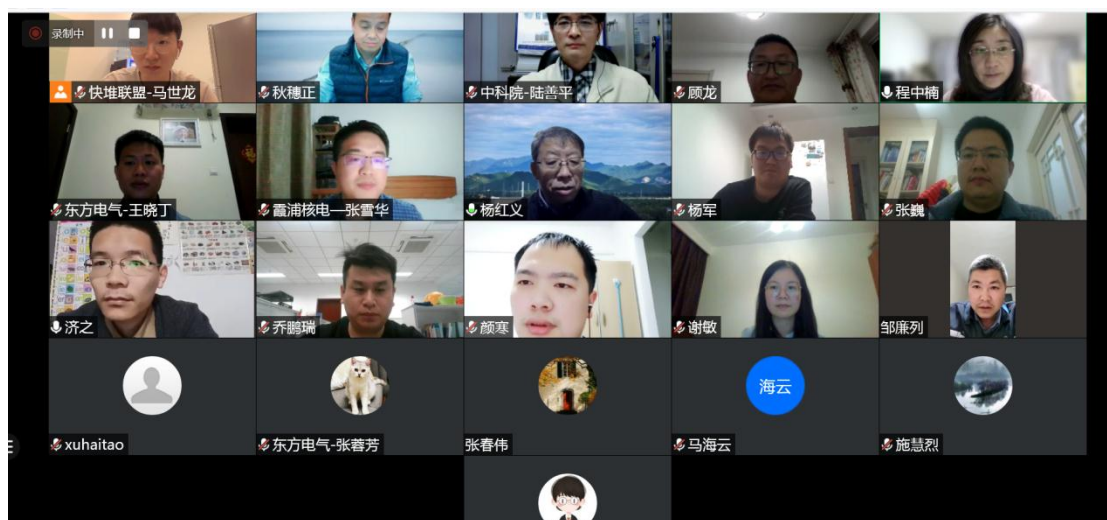 录制中
快堆联盟-马世龙
秋穗正
中科院-陆善平
顾龙
程中楠
东方电气-王晓丁
霞浦核电—张雪华
杨红义
杨军
张巍
济之
乔鹏瑞
颜寒
谢敏
邹廉列
海云
xuhaitao
东方电气-张蓉芳
张春伟
马海云
施慧烈